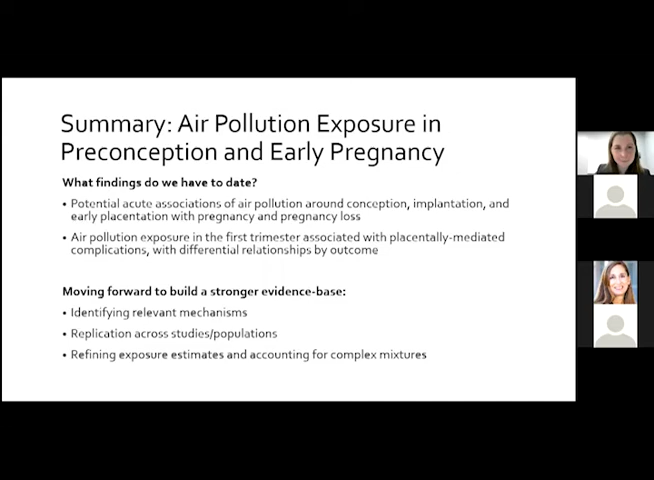 Summary: Air Pollution Exposure in
Preconception and Early Pregnancy
What findings do we have to date?
• Potential acute associations of air pollution around conception, implantation, and
early placentation with pregnancy and pregnancy loss
• Air pollution exposure in the first trimester associated with placentally-mediated
complications, with differential relationships by outcome
Moving forward to build a stronger evidence-base:
• Identifying relevant mechanisms
• Replication across studies/populations
• Refining exposure estimates and accounting for complex mixtures